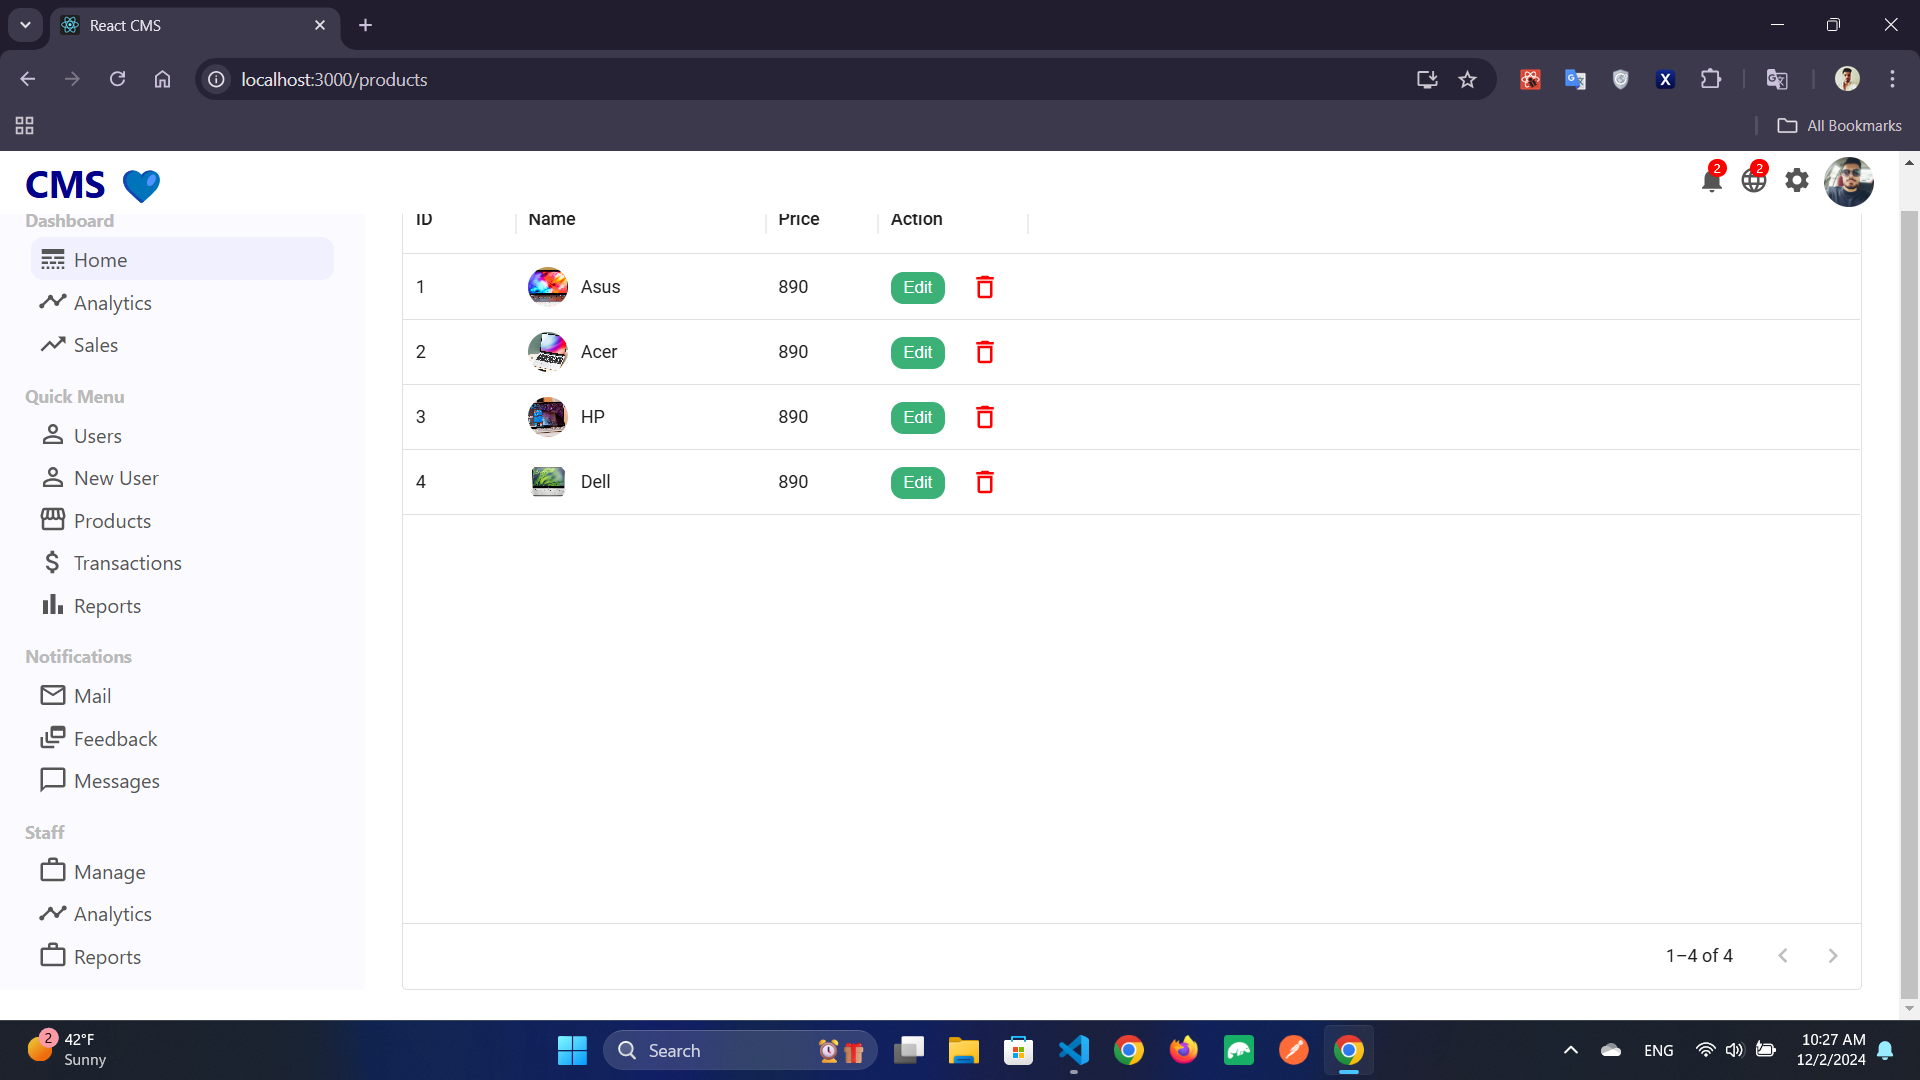 React CMS
localhost:3000/products
All Bookmarks
CMS
2
2
Dashboard
Home
Analytics
Sales
Quick Menu
Users
New User
Products
Transactions
Reports
Notifications
Mail
Feedback
Messages
Staff
Manage
Analytics
Reports
ID Name Price Action
1 Asus 890 Edit
2 Acer 890 Edit
3 HP 890 Edit
4 Dell 890 Edit
1–4 of 4
2
42°F
Sunny
Search
ENG
10:27 AM
12/2/2024